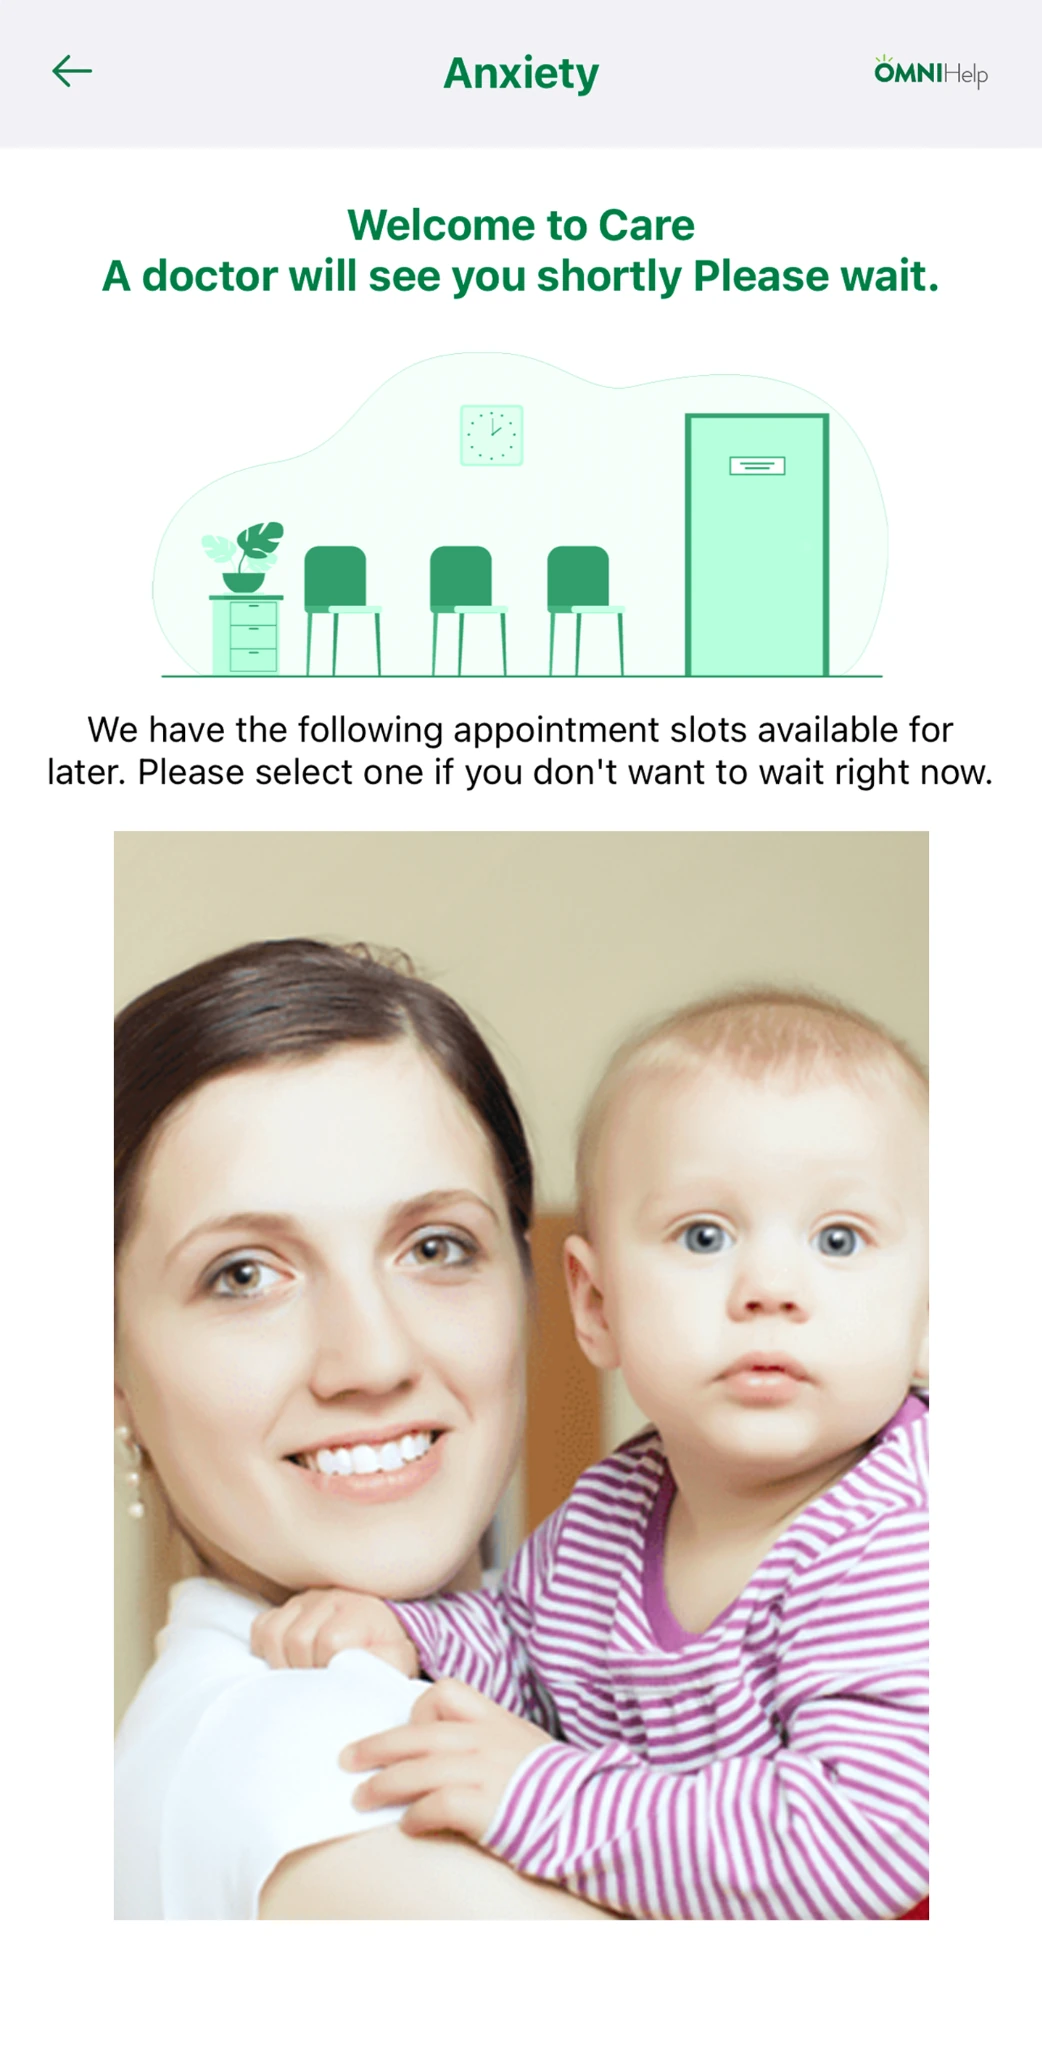 Anxiety
OMNIHelp
Welcome to Care
A doctor will see you shortly Please wait.
We have the following appointment slots available for
later. Please select one if you don't want to wait right now.